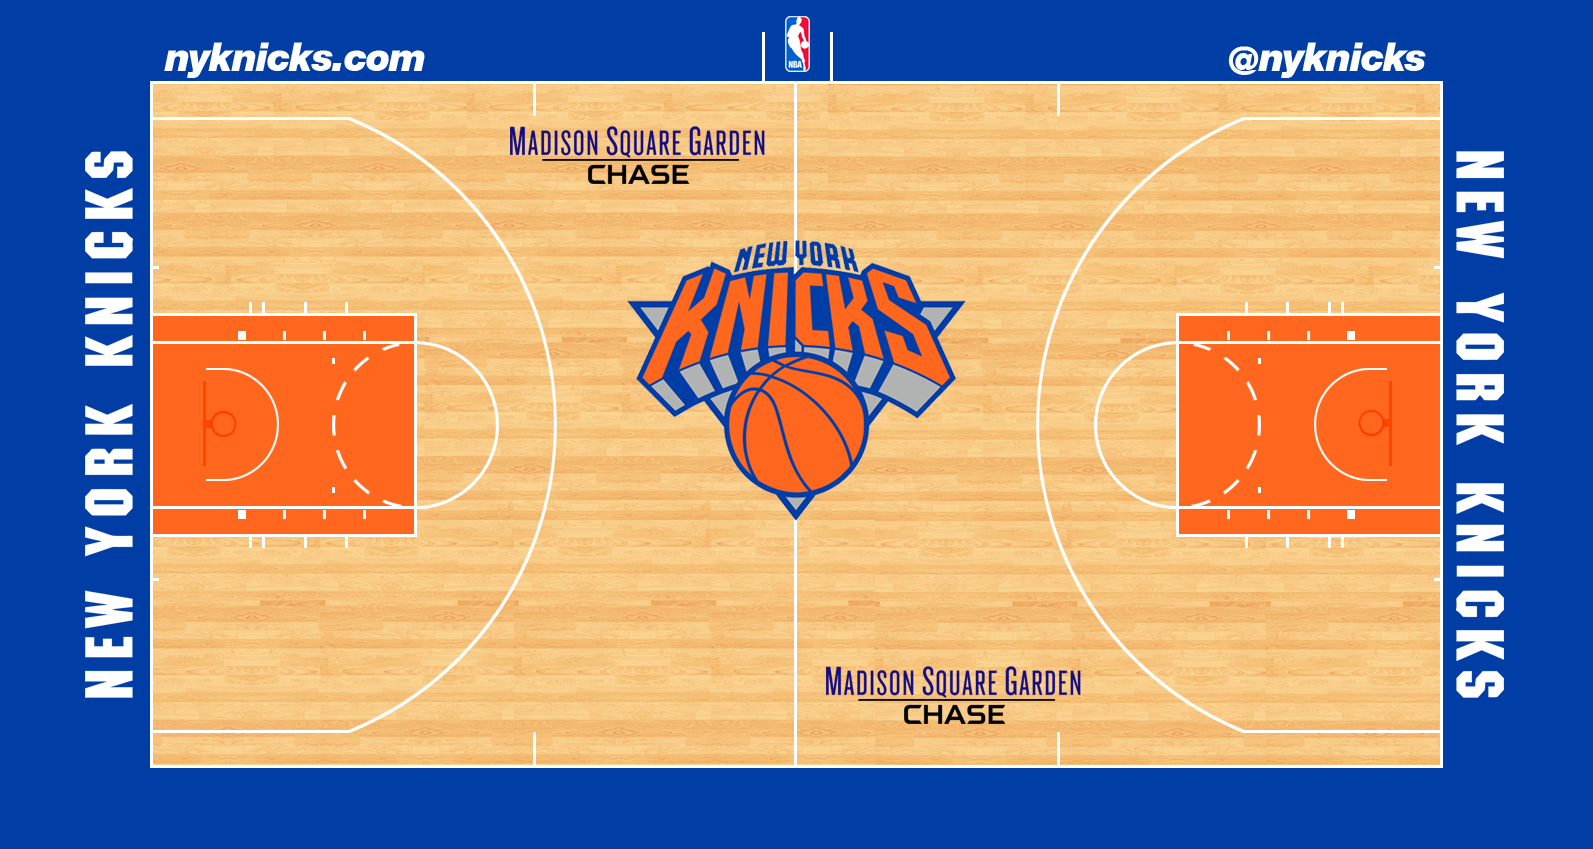 nyknicks.com
NBA
@nyknicks
MADISON SQUARE GARDEN
CHASE
NEW YORK KNICKS
NEW YORK
KNICKS
NEW YORK KNICKS
MADISON SQUARE GARDEN
CHASE